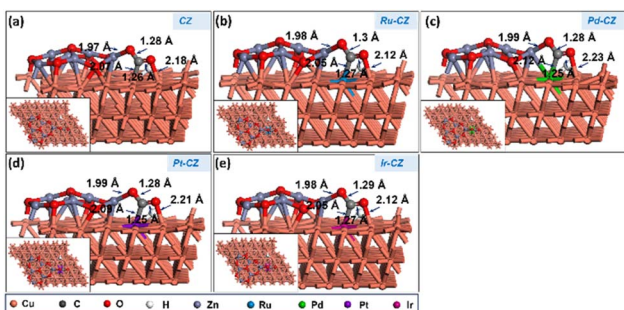 (a)
CZ
1.97 Å
1.28 Å
2.07 Å
1.26 Å
2.18 Å
(b)
Ru-CZ
1.98 Å
1.3 Å
2.05 Å
1.27 Å
2.12 Å
(c)
Pd-CZ
1.99 Å
1.28 Å
2.12 Å
1.25 Å
2.23 Å
(d)
Pt-CZ
1.99 Å
1.28 Å
2.09 Å
1.25 Å
2.21 Å
(e)
Ir-CZ
1.98 Å
1.29 Å
2.05 Å
1.27 Å
2.12 Å
Cu C O H Zn Ru Pd Pt Ir